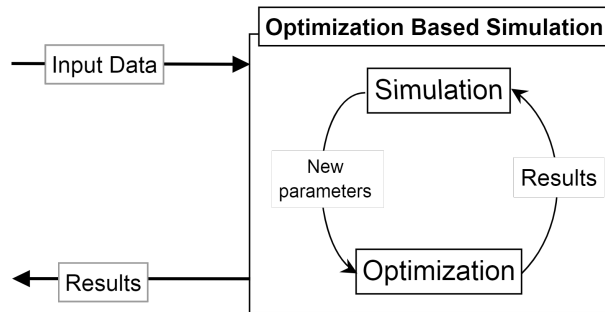 Optimization Based Simulation
Input Data
Simulation
New
parameters
Results
Optimization
Results